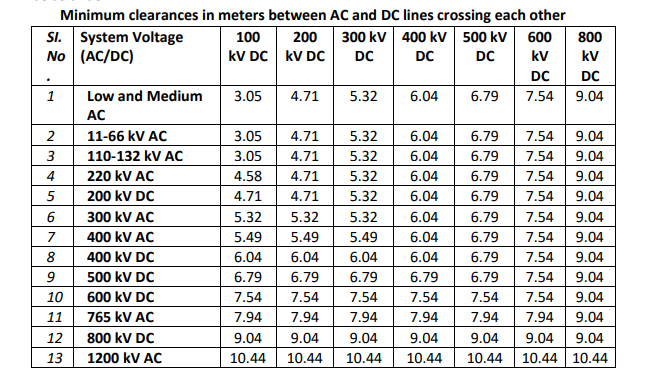 Minimum clearances in meters between AC and DC lines crossing each other
Sl. No . System Voltage (AC/DC) 100 kV DC 200 kV DC 300 kV DC 400 kV DC 500 kV DC 600 kV DC 800 kV DC
1 Low and Medium AC 3.05 4.71 5.32 6.04 6.79 7.54 9.04
2 11-66 kV AC 3.05 4.71 5.32 6.04 6.79 7.54 9.04
3 110-132 kV AC 3.05 4.71 5.32 6.04 6.79 7.54 9.04
4 220 kV AC 4.58 4.71 5.32 6.04 6.79 7.54 9.04
5 200 kV DC 4.71 4.71 5.32 6.04 6.79 7.54 9.04
6 300 kV AC 5.32 5.32 5.32 6.04 6.79 7.54 9.04
7 400 kV AC 5.49 5.49 5.49 6.04 6.79 7.54 9.04
8 400 kV DC 6.04 6.04 6.04 6.04 6.79 7.54 9.04
9 500 kV DC 6.79 6.79 6.79 6.79 6.79 7.54 9.04
10 600 kV DC 7.54 7.54 7.54 7.54 7.54 7.54 9.04
11 765 kV AC 7.94 7.94 7.94 7.94 7.94 7.94 9.04
12 800 kV DC 9.04 9.04 9.04 9.04 9.04 9.04 9.04
13 1200 kV AC 10.44 10.44 10.44 10.44 10.44 10.44 10.44